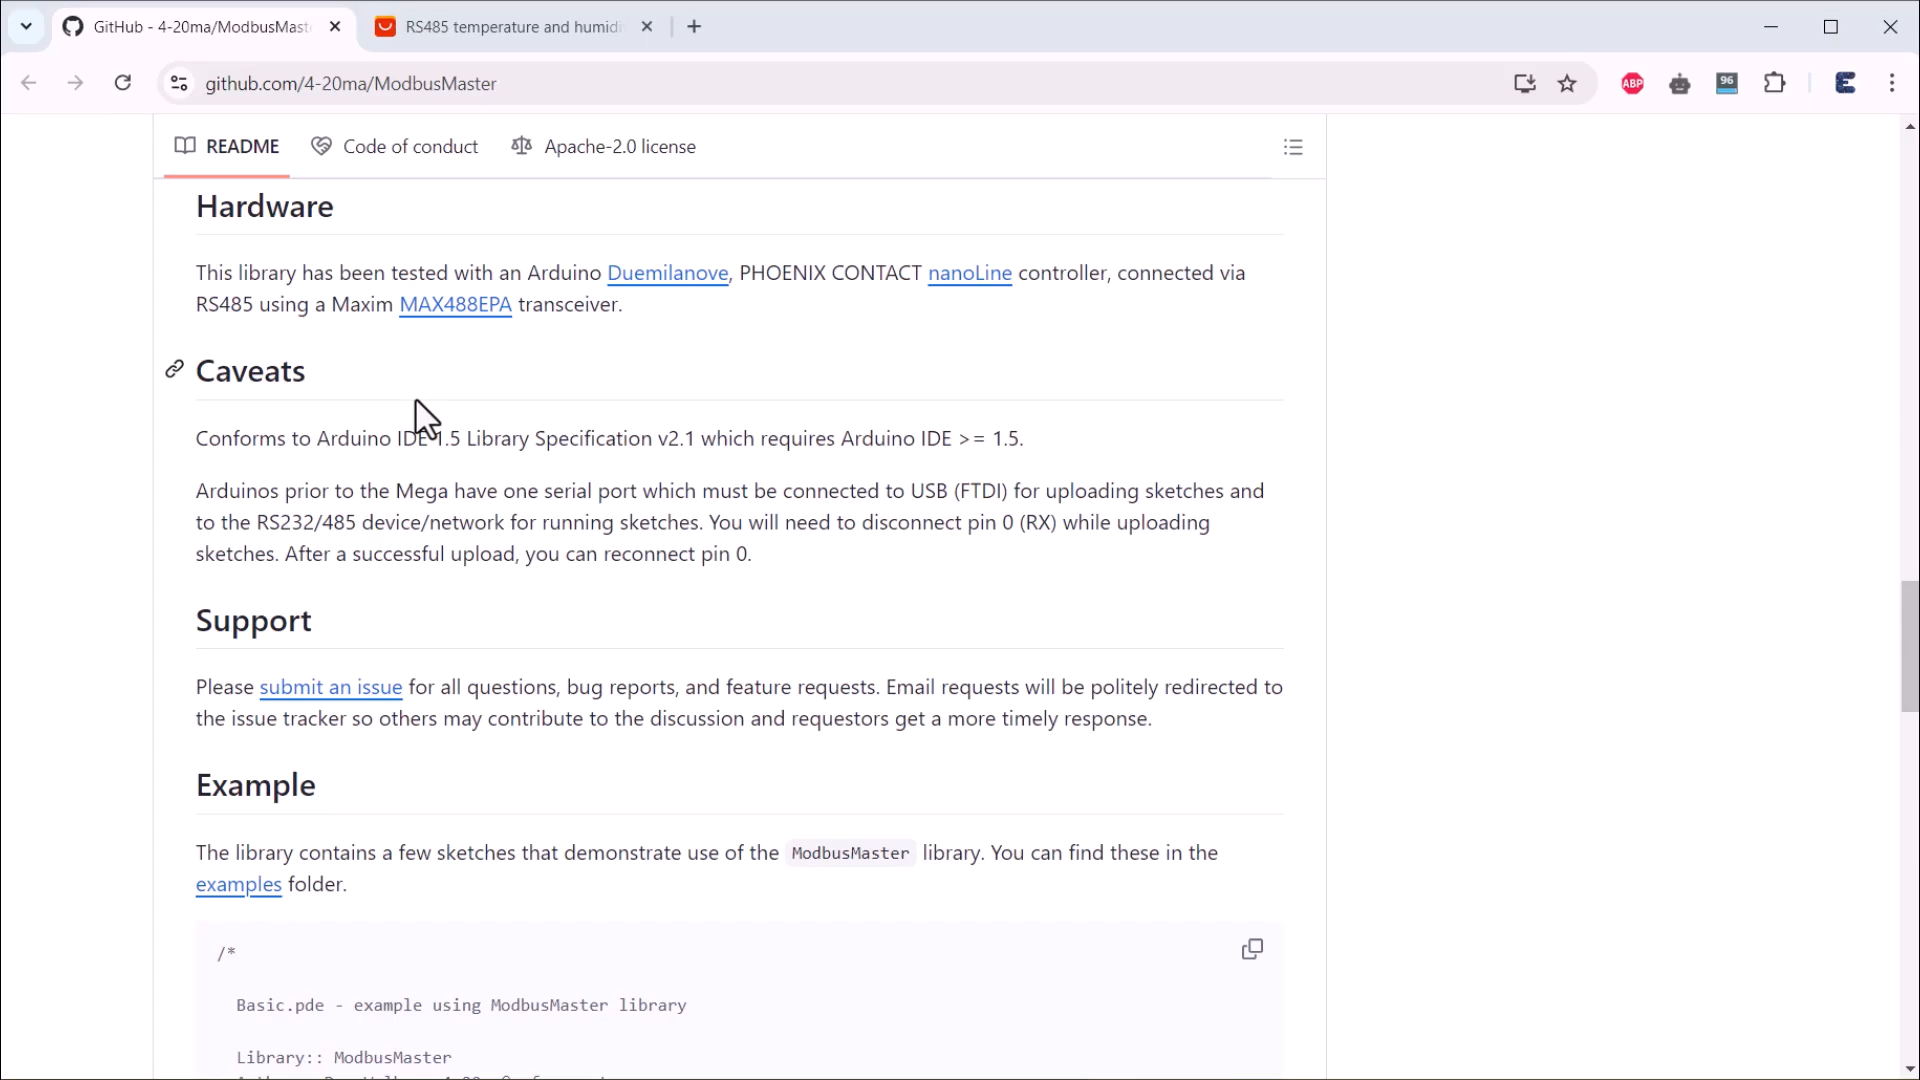 GitHub - 4-20ma/ModbusMast
RS485 temperature and humidi
github.com/4-20ma/ModbusMaster
ABP
96
E
README
Code of conduct
Apache-2.0 license
Hardware
This library has been tested with an Arduino Duemilanove, PHOENIX CONTACT nanoLine controller, connected via
RS485 using a Maxim MAX488EPA transceiver.
Caveats
Conforms to Arduino IDE 1.5 Library Specification v2.1 which requires Arduino IDE >= 1.5.
Arduinos prior to the Mega have one serial port which must be connected to USB (FTDI) for uploading sketches and
to the RS232/485 device/network for running sketches. You will need to disconnect pin 0 (RX) while uploading
sketches. After a successful upload, you can reconnect pin 0.
Support
Please submit an issue for all questions, bug reports, and feature requests. Email requests will be politely redirected to
the issue tracker so others may contribute to the discussion and requestors get a more timely response.
Example
The library contains a few sketches that demonstrate use of the ModbusMaster library. You can find these in the
examples folder.
/*
Basic.pde - example using ModbusMaster library
Library:: ModbusMaster